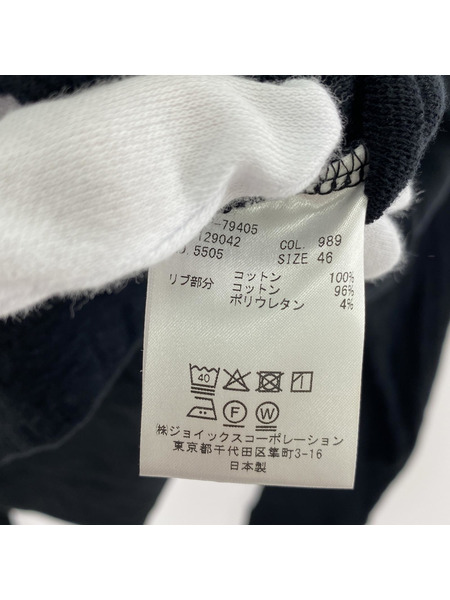 -79405
129042 COL. 989
5505 SIZE 46
コットン 100%
リブ部分 コットン 96%
ポリウレタン 4%
40
F W
㈱ジョイックスコーポレーション
東京都千代田区隼町3-16
日本製